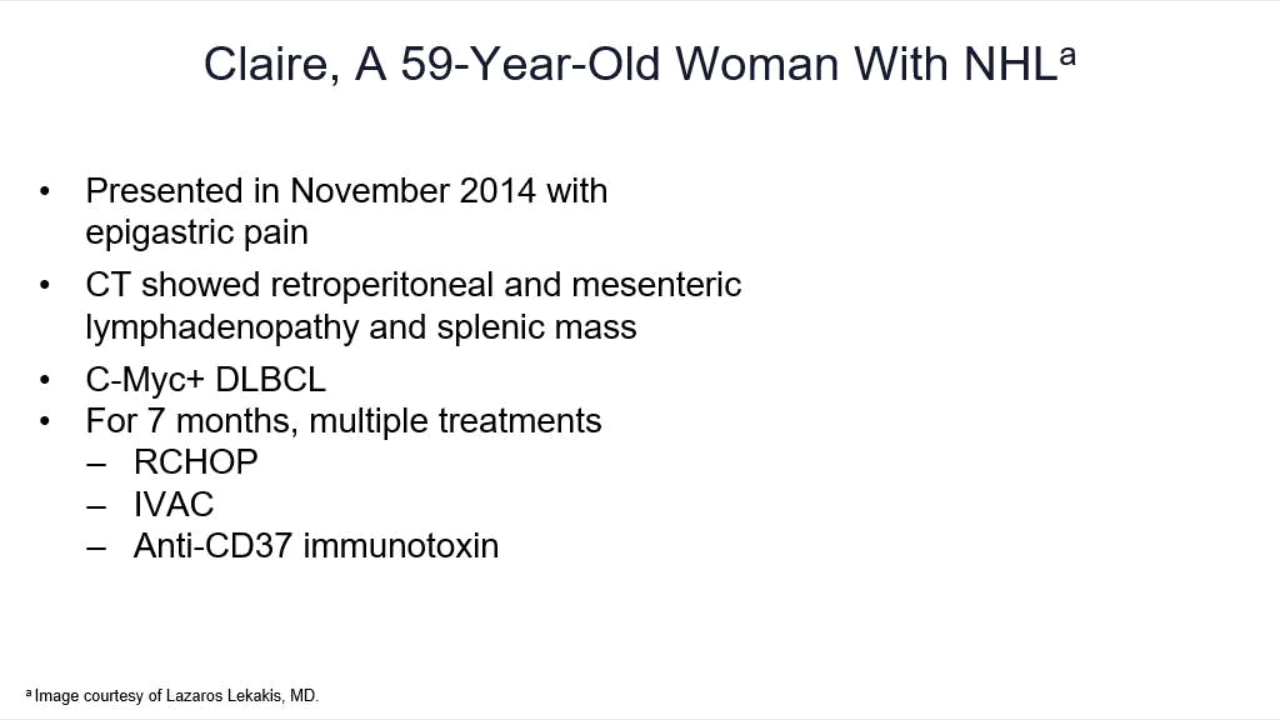 Claire, A 59-Year-Old Woman With NHLᵃ
• Presented in November 2014 with
epigastric pain
• CT showed retroperitoneal and mesenteric
lymphadenopathy and splenic mass
• C-Myc+ DLBCL
• For 7 months, multiple treatments
– RCHOP
– IVAC
– Anti-CD37 immunotoxin
ᵃ Image courtesy of Lazaros Lekakis, MD.